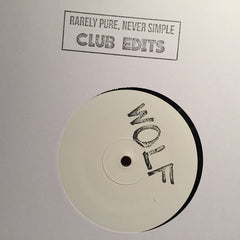 RARELY PURE, NEVER SIMPLE
CLUB EDITS
WOLF